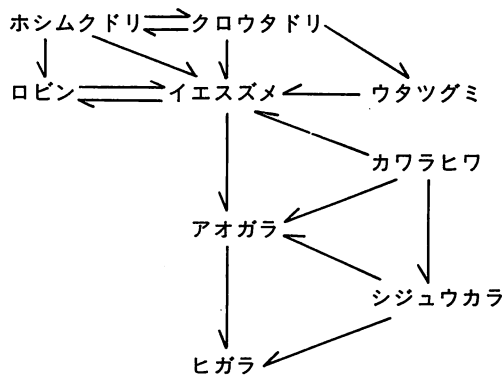 ホシムクドリ クロウタドリ
ロビン イエスズメ ウタツグミ
カワラヒワ
アオガラ
シジュウカラ
ヒガラ